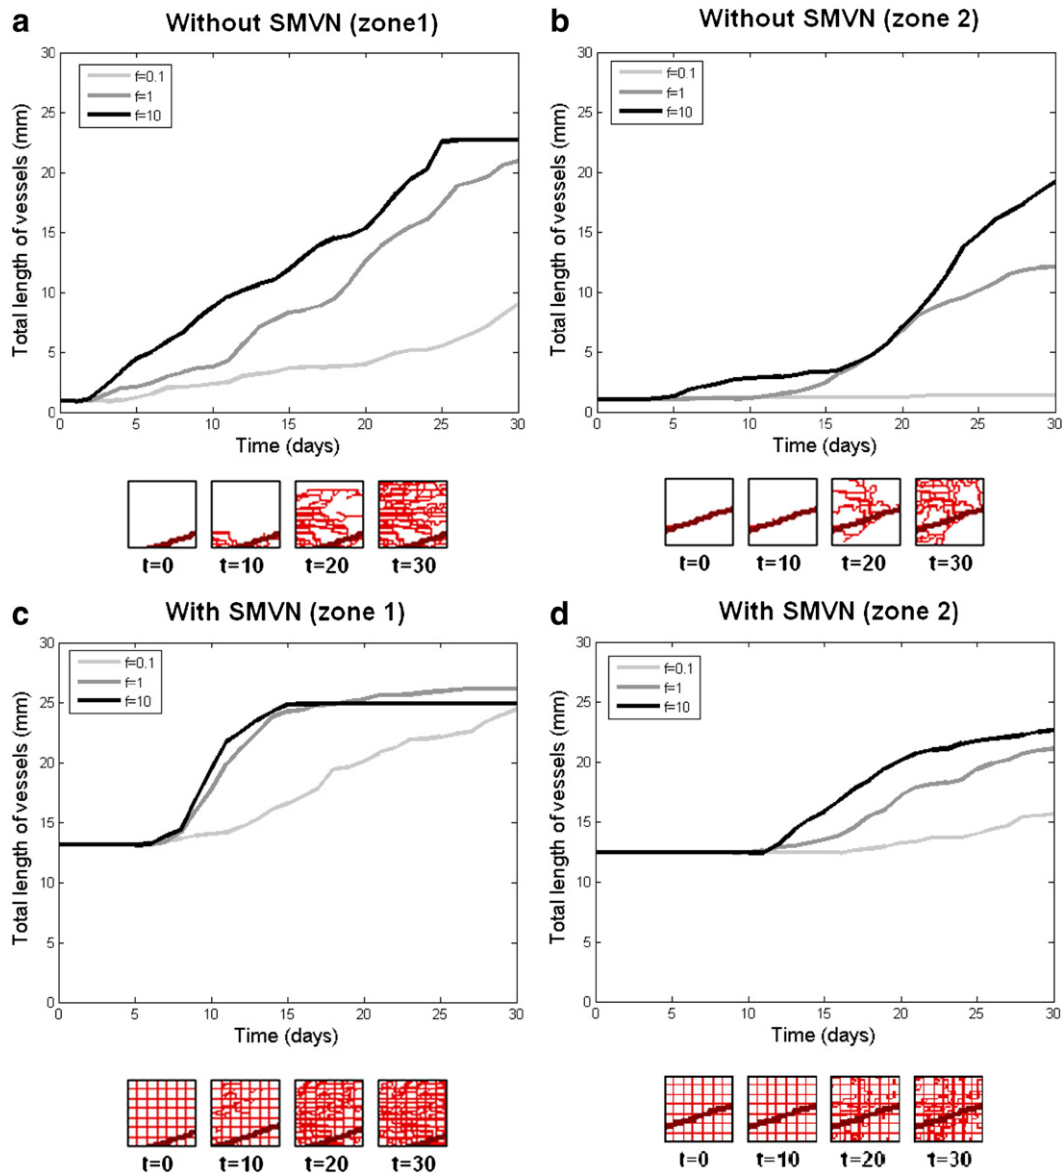 a Without SMVN (zone1)
30
25
20
15
10
5
0
Total length of vessels (mm)
f=0.1
f=1
f=10
0 5 10 15 20 25 30
Time (days)
t=0 t=10 t=20 t=30
b Without SMVN (zone 2)
30
25
20
15
10
5
0
Total length of vessels (mm)
f=0.1
f=1
f=10
0 5 10 15 20 25 30
Time (days)
t=0 t=10 t=20 t=30
c With SMVN (zone 1)
30
25
20
15
10
5
0
Total length of vessels (mm)
f=0.1
f=1
f=10
0 5 10 15 20 25 30
Time (days)
t=0 t=10 t=20 t=30
d With SMVN (zone 2)
30
25
20
15
10
5
0
Total length of vessels (mm)
f=0.1
f=1
f=10
0 5 10 15 20 25 30
Time (days)
t=0 t=10 t=20 t=30